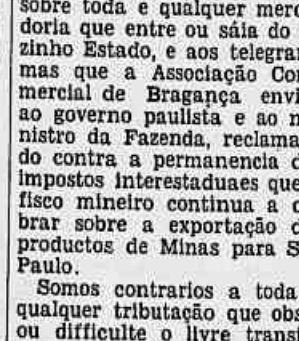 sobre toda e qualquer merc
doria que entre ou sáia do
zinho Estado, e aos telegra
mas que a Associação Co
mercial de Bragança envi
ao governo paulista e ao m
nistro da Fazenda, reclama
do contra a permanencia d
impostos interestaduaes que
fisco mineiro continua a c
brar sobre a exportação d
productos de Minas para S
Paulo.
Somos contrarios a toda
qualquer tributação que obs
ou difficulte o livre transi